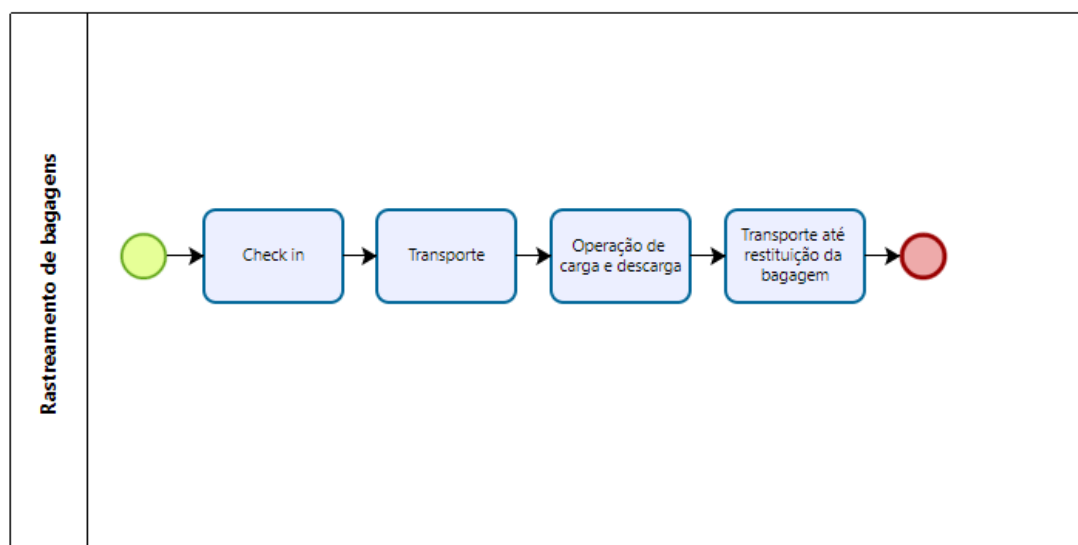 Rastreamento de bagagens
Check in
Transporte
Operação de
carga e descarga
Transporte até
restituição da
bagagem